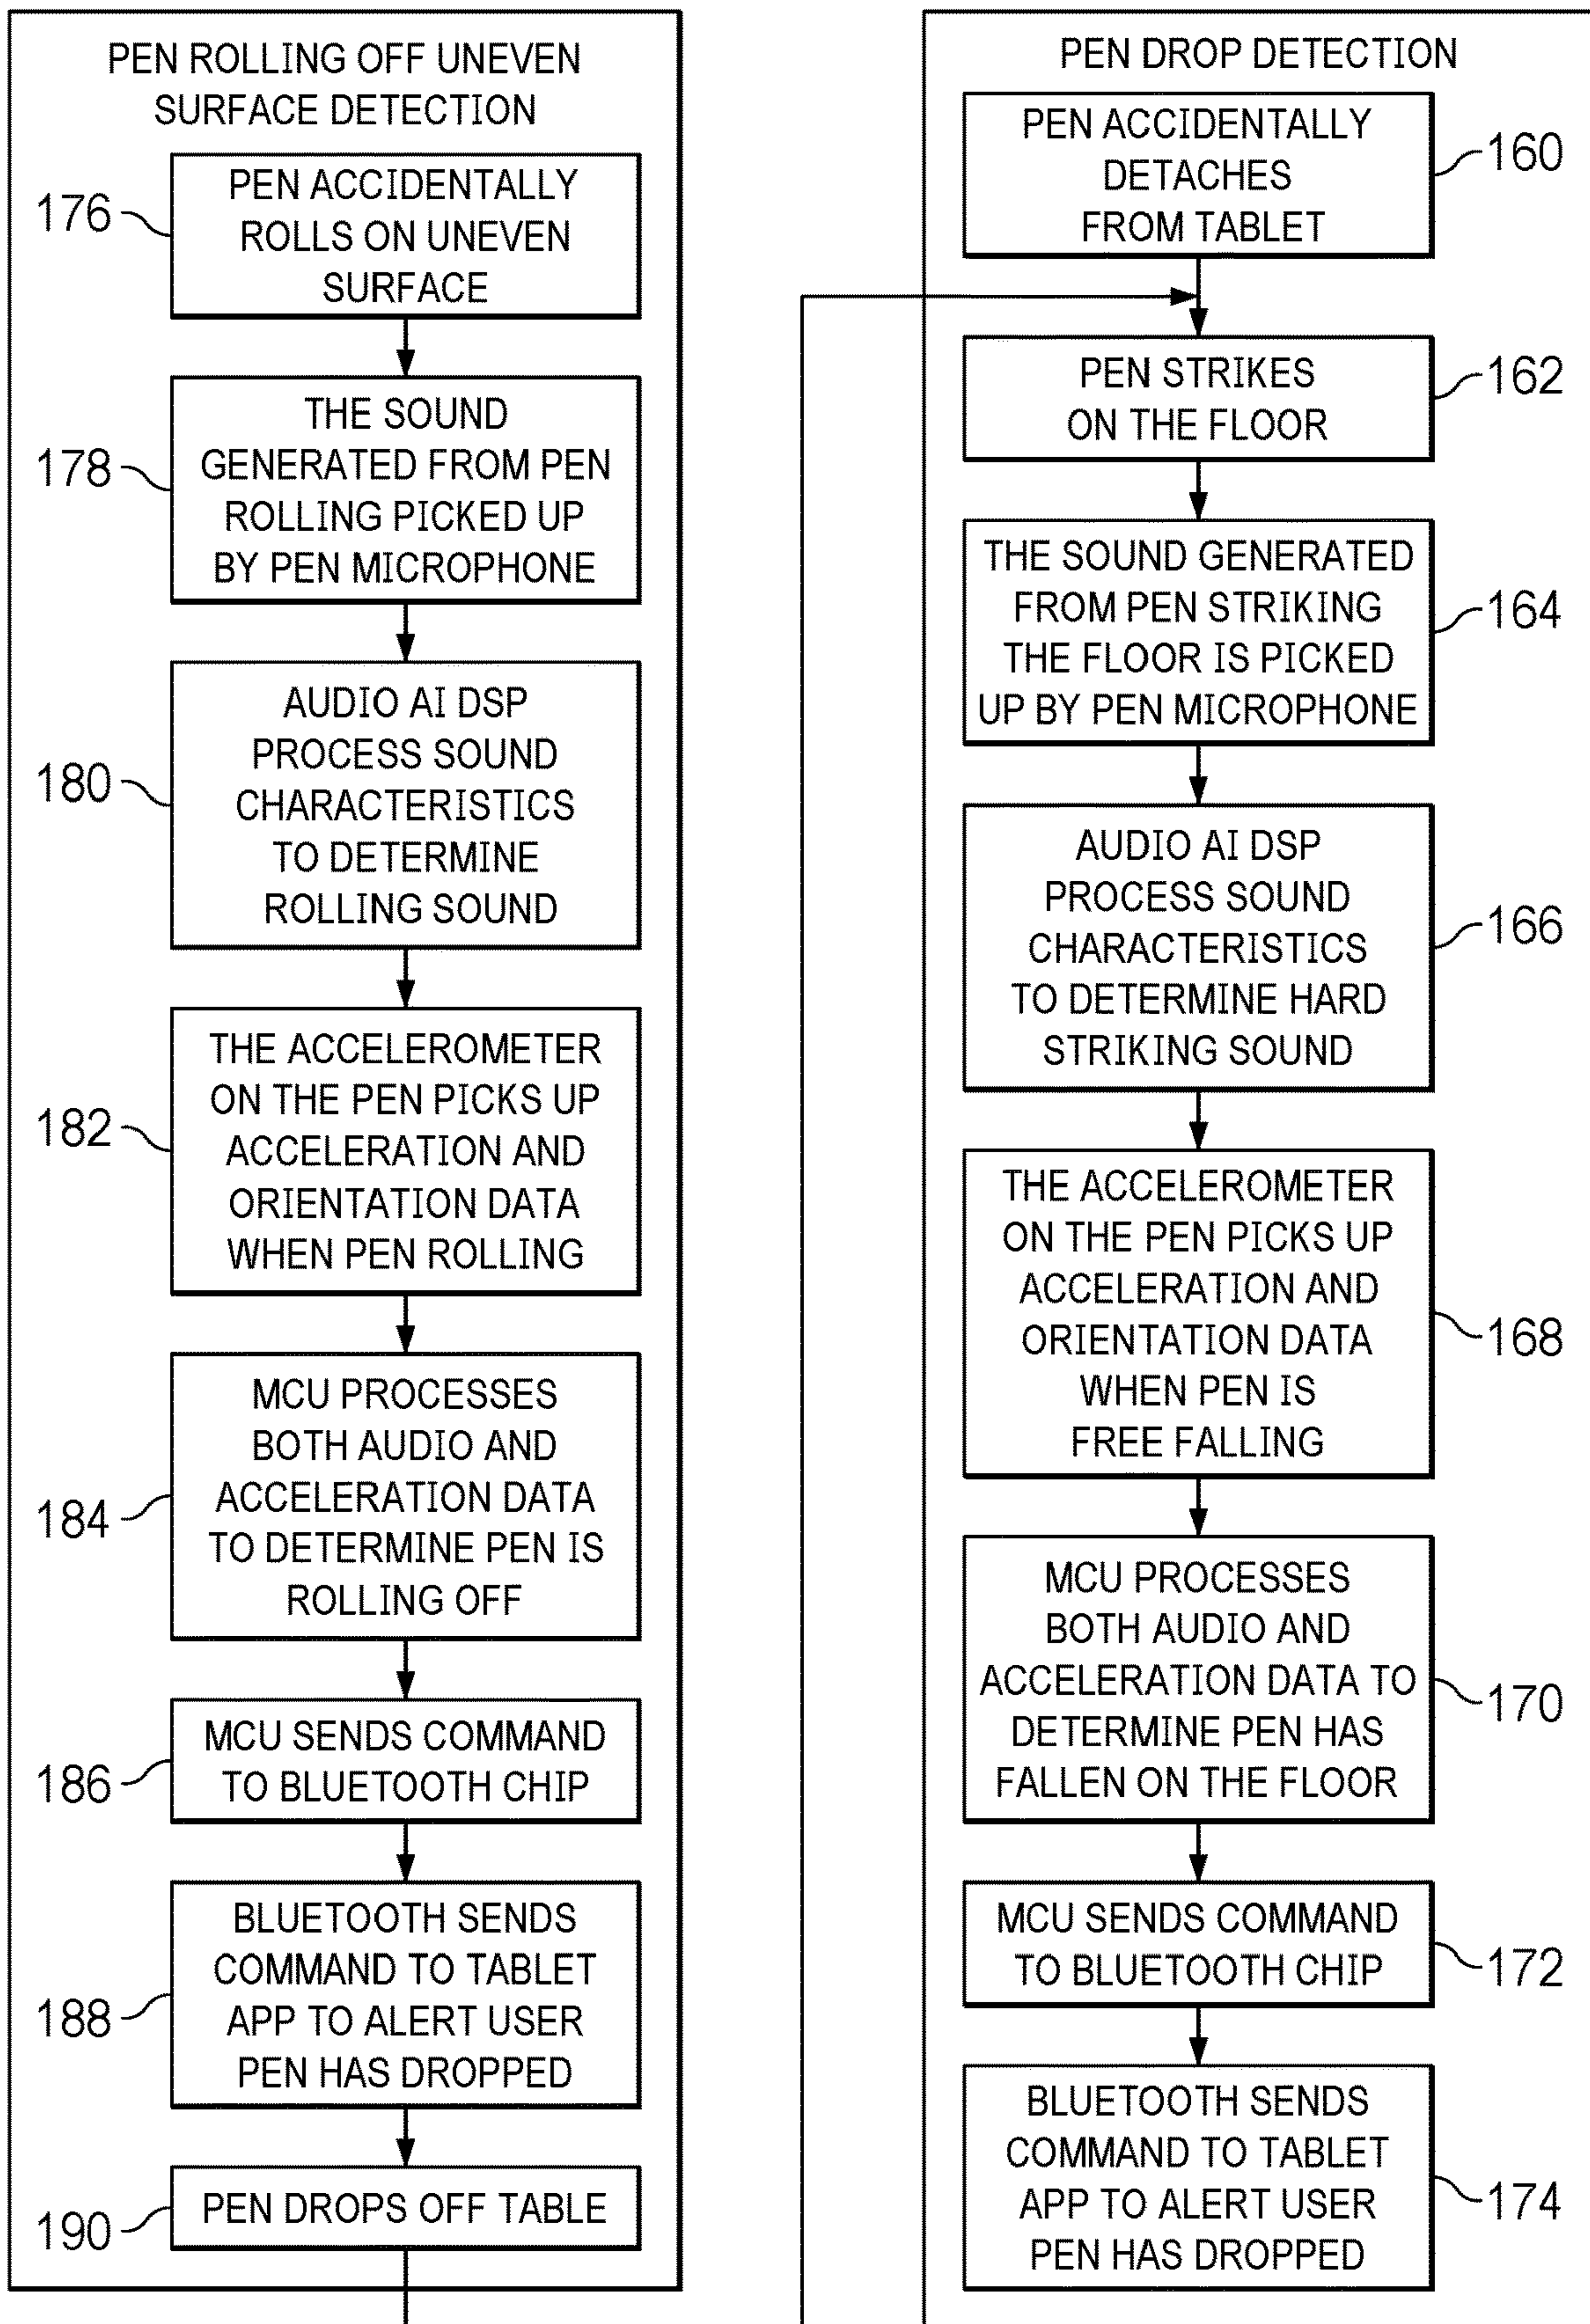 PEN ROLLING OFF UNEVEN
SURFACE DETECTION
176
PEN ACCIDENTALLY
ROLLS ON UNEVEN
SURFACE
178
THE SOUND
GENERATED FROM PEN
ROLLING PICKED UP
BY PEN MICROPHONE
180
AUDIO AI DSP
PROCESS SOUND
CHARACTERISTICS
TO DETERMINE
ROLLING SOUND
182
THE ACCELEROMETER
ON THE PEN PICKS UP
ACCELERATION AND
ORIENTATION DATA
WHEN PEN ROLLING
184
MCU PROCESSES
BOTH AUDIO AND
ACCELERATION DATA
TO DETERMINE PEN IS
ROLLING OFF
186
MCU SENDS COMMAND
TO BLUETOOTH CHIP
188
BLUETOOTH SENDS
COMMAND TO TABLET
APP TO ALERT USER
PEN HAS DROPPED
190
PEN DROPS OFF TABLE
PEN DROP DETECTION
PEN ACCIDENTALLY
DETACHES
FROM TABLET
160
PEN STRIKES
ON THE FLOOR
162
THE SOUND GENERATED
FROM PEN STRIKING
THE FLOOR IS PICKED
UP BY PEN MICROPHONE
164
AUDIO AI DSP
PROCESS SOUND
CHARACTERISTICS
TO DETERMINE HARD
STRIKING SOUND
166
THE ACCELEROMETER
ON THE PEN PICKS UP
ACCELERATION AND
ORIENTATION DATA
WHEN PEN IS
FREE FALLING
168
MCU PROCESSES
BOTH AUDIO AND
ACCELERATION DATA TO
DETERMINE PEN HAS
FALLEN ON THE FLOOR
170
MCU SENDS COMMAND
TO BLUETOOTH CHIP
172
BLUETOOTH SENDS
COMMAND TO TABLET
APP TO ALERT USER
PEN HAS DROPPED
174